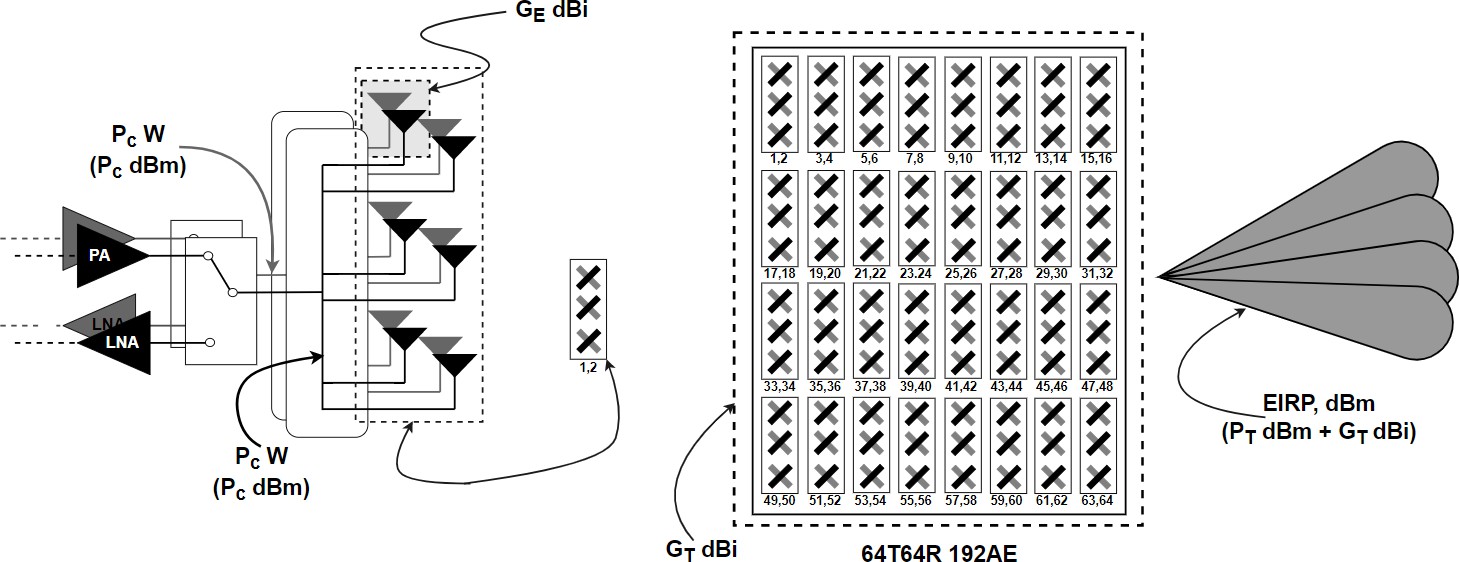 G_E dBi
P_C W
(P_C dBm)
PA
LNA
LNA
P_C W
(P_C dBm)
1,2
1,2 3,4 5,6 7,8 9,10 11,12 13,14 15,16
17,18 19,20 21,22 23.24 25,26 27,28 29,30 31,32
33,34 35,36 37,38 39,40 41,42 43,44 45,46 47,48
49,50 51,52 53,54 55,56 57,58 59,60 61,62 63,64
G_T dBi
64T64R 192AE
EIRP, dBm
(P_T dBm + G_T dBi)